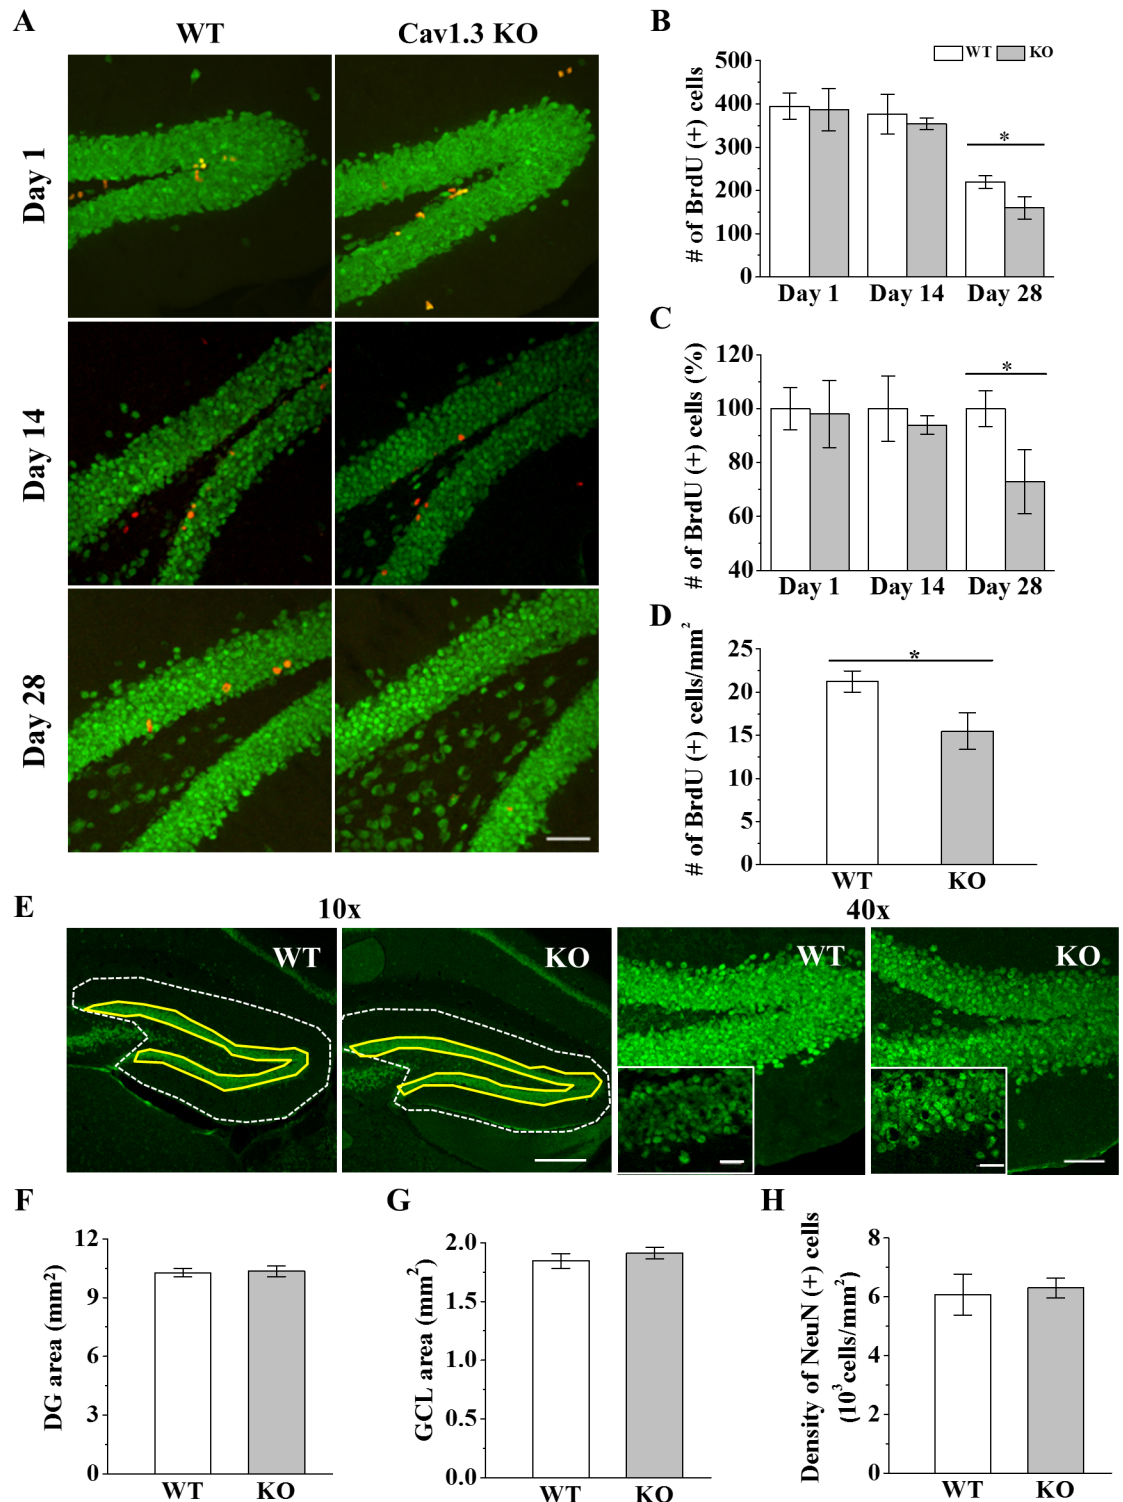 A
WT
Cav1.3 KO
Day 1
Day 14
Day 28
B
WT
KO
# of BrdU (+) cells
500
400
300
200
100
0
*
Day 1
Day 14
Day 28
C
# of BrdU (+) cells (%)
120
100
80
60
40
*
Day 1
Day 14
Day 28
D
# of BrdU (+) cells/mm²
25
20
15
10
5
0
*
WT
KO
E
10x
40x
WT
KO
WT
KO
F
DG area (mm²)
12
9
6
3
0
WT
KO
G
GCL area (mm²)
2.0
1.5
1.0
0.5
0.0
WT
KO
H
Density of NeuN (+) cells
(10³cells/mm²)
8
6
4
2
0
WT
KO